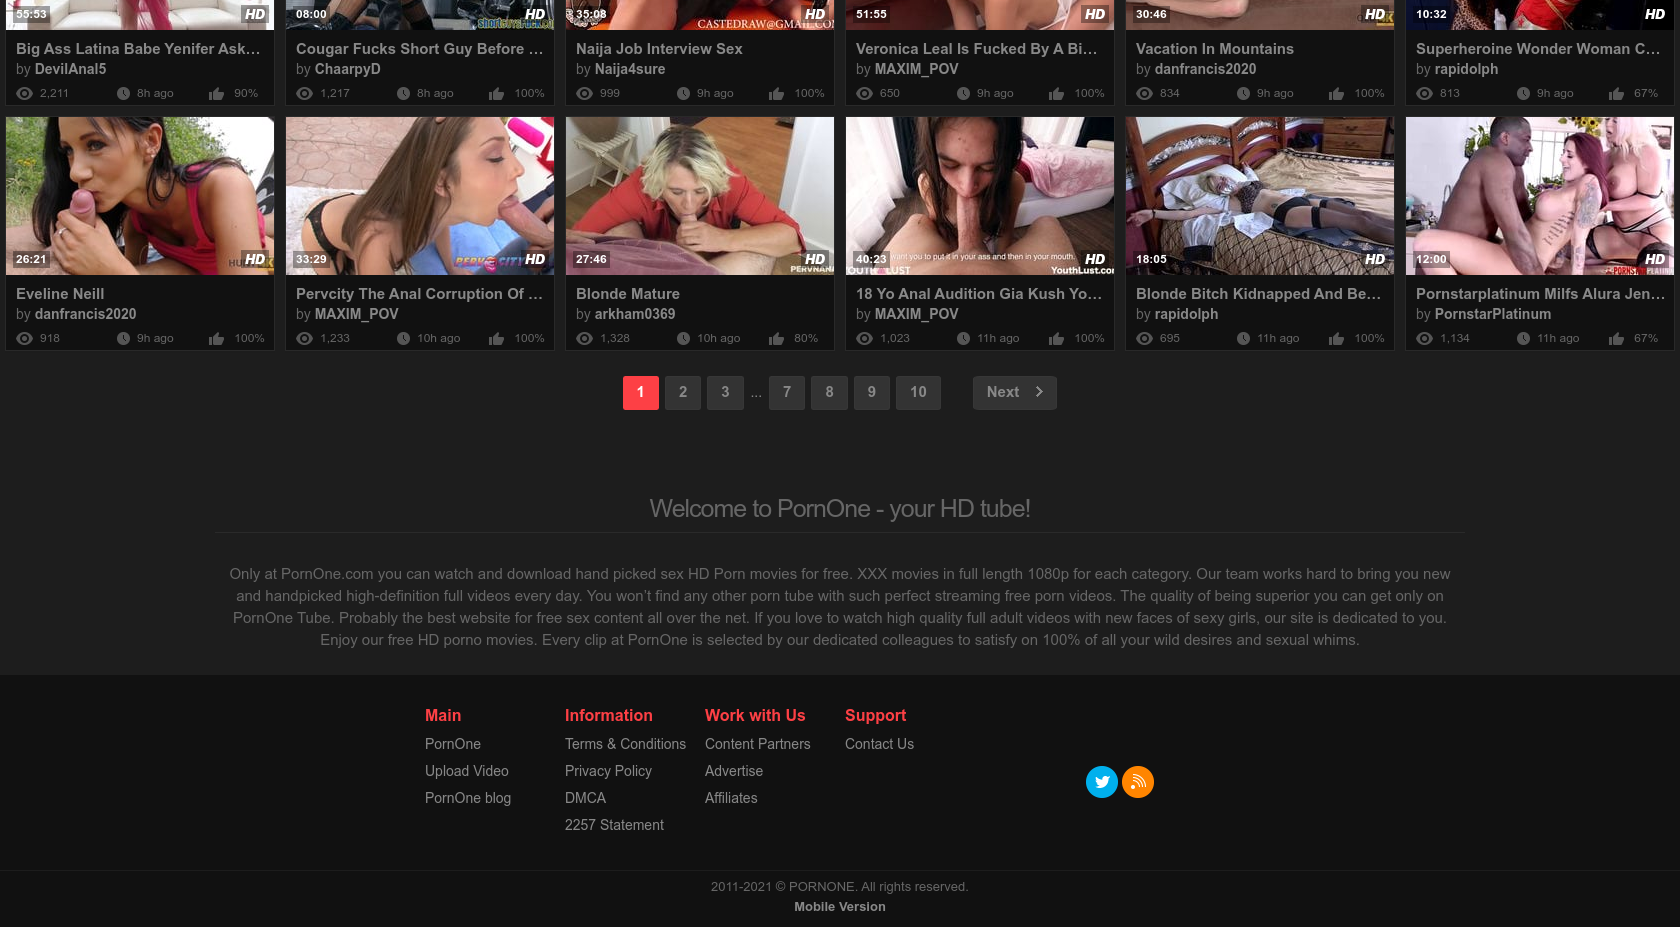 55:53 HD
08:00 HD
35:08 CASTEDRAW@GMAIL.COM HD
51:55 HD
30:46 HD
10:32 HD
Big Ass Latina Babe Yenifer Ask...
Cougar Fucks Short Guy Before ...
Naija Job Interview Sex
Veronica Leal Is Fucked By A Bi...
Vacation In Mountains
Superheroine Wonder Woman C...
by DevilAnal5
by ChaarpyD
by Naija4sure
by MAXIM_POV
by danfrancis2020
by rapidolph
2,211 8h ago 90%
1,217 8h ago 100%
999 9h ago 100%
650 9h ago 100%
834 9h ago 100%
813 9h ago 67%
26:21 HD
33:29 HD
27:46 HD
want you to put it in your ass and then in your mouth.
40:23 HD
YouthLust.com
18:05 HD
12:00 HD
Eveline Neill
Pervcity The Anal Corruption Of ...
Blonde Mature
18 Yo Anal Audition Gia Kush Yo...
Blonde Bitch Kidnapped And Be...
Pornstarplatinum Milfs Alura Jen...
by danfrancis2020
by MAXIM_POV
by arkham0369
by MAXIM_POV
by rapidolph
by PornstarPlatinum
918 9h ago 100%
1,233 10h ago 100%
1,328 10h ago 80%
1,023 11h ago 100%
695 11h ago 100%
1,134 11h ago 67%
1 2 3 ... 7 8 9 10 Next
Welcome to PornOne - your HD tube!
Only at PornOne.com you can watch and download hand picked sex HD Porn movies for free. XXX movies in full length 1080p for each category. Our team works hard to bring you new
and handpicked high-definition full videos every day. You won't find any other porn tube with such perfect streaming free porn videos. The quality of being superior you can get only on
PornOne Tube. Probably the best website for free sex content all over the net. If you love to watch high quality full adult videos with new faces of sexy girls, our site is dedicated to you.
Enjoy our free HD porno movies. Every clip at PornOne is selected by our dedicated colleagues to satisfy on 100% of all your wild desires and sexual whims.
Main
PornOne
Upload Video
PornOne blog
Information
Terms & Conditions
Privacy Policy
DMCA
2257 Statement
Work with Us
Content Partners
Advertise
Affiliates
Support
Contact Us
2011-2021 © PORNONE. All rights reserved.
Mobile Version